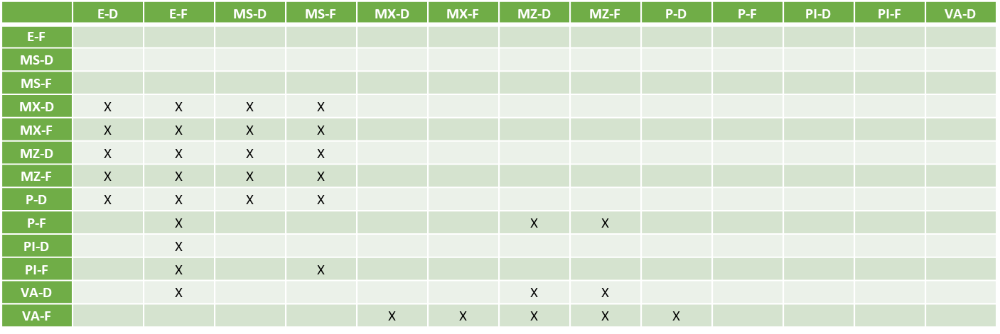 E-D E-F MS-D MS-F MX-D MX-F MZ-D MZ-F P-D P-F PI-D PI-F VA-D
E-F
MS-D
MS-F
MX-D X X X X
MX-F X X X X
MZ-D X X X X
MZ-F X X X X
P-D X X X X
P-F X X X
PI-D X
PI-F X X
VA-D X X X
VA-F X X X X X